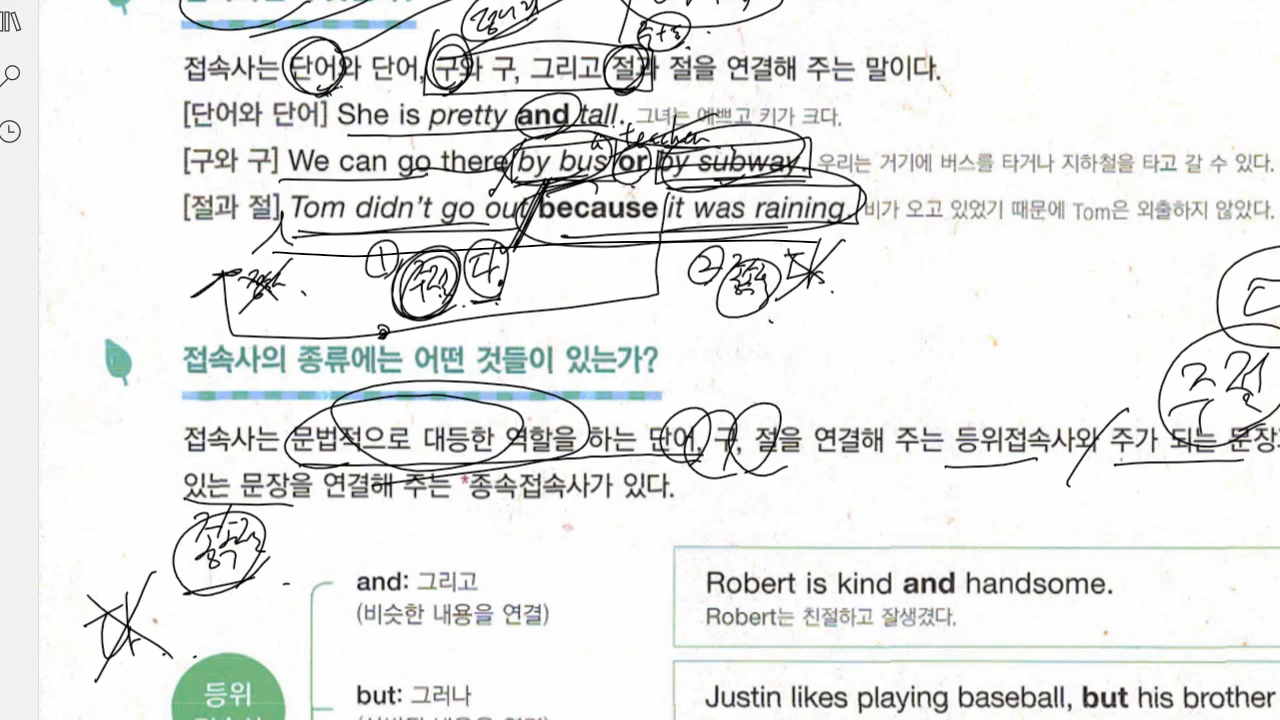 접속사는 단어와 단어, 구와 구, 그리고 절과 절을 연결해 주는 말이다.
[단어와 단어] She is pretty and tall. 그녀는 예쁘고 키가 크다.
a teacher
[구와 구] We can go there by bus or by subway. 우리는 거기에 버스를 타거나 지하철을 타고 갈 수 있다.
[절과 절] Tom didn't go out because it was raining. 비가 오고 있었기 때문에 Tom은 외출하지 않았다.
① 주절 다. ② 종속
접속사의 종류에는 어떤 것들이 있는가?
주절
접속사는 문법적으로 대등한 역할을 하는 단어, 구, 절을 연결해 주는 등위접속사와 주가 되는 문장
있는 문장을 연결해 주는 *종속접속사가 있다.
and: 그리고
(비슷한 내용을 연결)
Robert is kind and handsome.
Robert는 친절하고 잘생겼다.
등위
but: 그러나
Justin likes playing baseball, but his brother